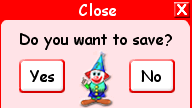 Close X
Do you want to save?
Yes No